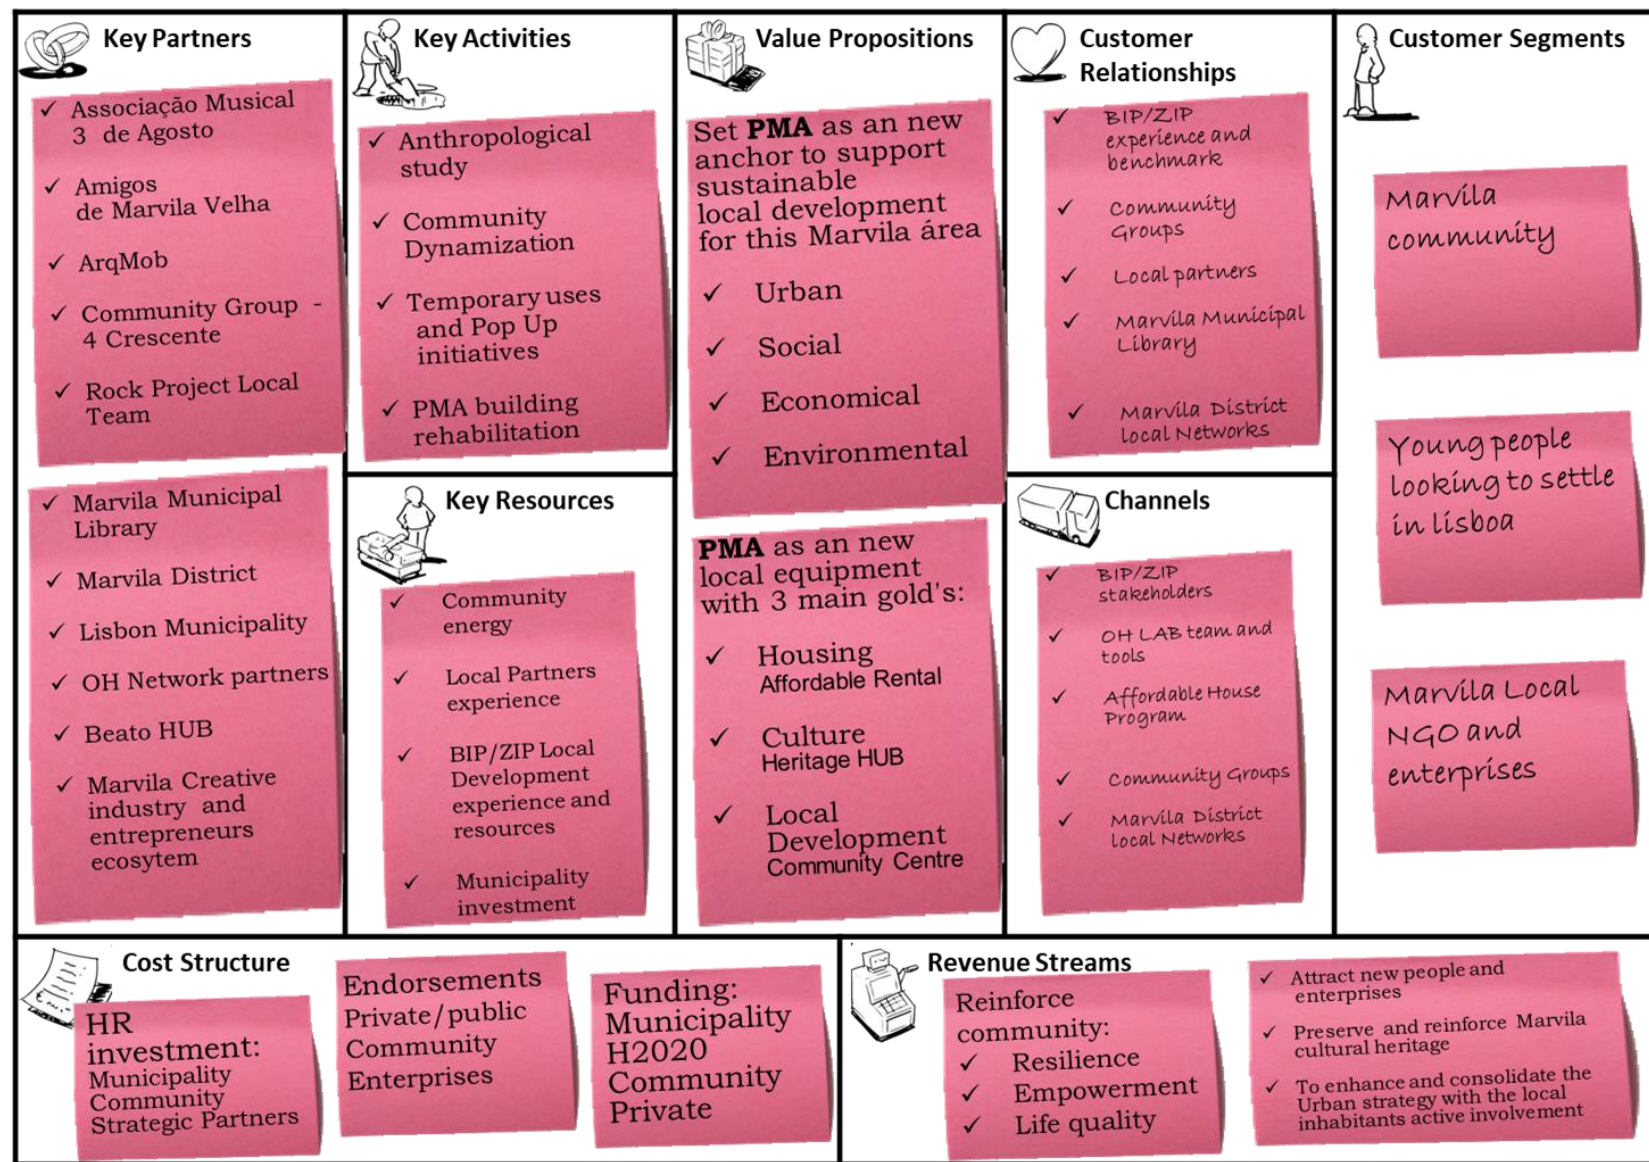 Key Partners
✓ Associação Musical
3 de Agosto
✓ Amigos
de Marvila Velha
✓ ArqMob
✓ Community Group -
4 Crescente
✓ Rock Project Local
Team
✓ Marvila Municipal
Library
✓ Marvila District
✓ Lisbon Municipality
✓ OH Network partners
✓ Beato HUB
✓ Marvila Creative
industry and
entrepreneurs
ecosytem
Key Activities
✓ Anthropological
study
✓ Community
Dynamization
✓ Temporary uses
and Pop Up
initiatives
✓ PMA building
rehabilitation
Key Resources
✓ Community
energy
✓ Local Partners
experience
✓ BIP/ZIP Local
Development
experience and
resources
✓ Municipality
investment
Value Propositions
Set PMA as an new
anchor to support
sustainable
local development
for this Marvila área
✓ Urban
✓ Social
✓ Economical
✓ Environmental
PMA as an new
local equipment
with 3 main gold's:
✓ Housing
Affordable Rental
✓ Culture
Heritage HUB
✓ Local
Development
Community Centre
Customer
Relationships
✓ BIP/ZIP
experience and
benchmark
✓ Community
Groups
✓ Local partners
✓ Marvila Municipal
Library
✓ Marvila District
local Networks
Channels
✓ BIP/ZIP
stakeholders
✓ OH LAB team and
tools
✓ Affordable House
Program
✓ Community Groups
✓ Marvila District
local Networks
Customer Segments
Marvila
community
Young people
looking to settle
in lisboa
Marvila Local
NGO and
enterprises
Cost Structure
HR
investment:
Municipality
Community
Strategic Partners
Endorsements
Private/public
Community
Enterprises
Funding:
Municipality
H2020
Community
Private
Revenue Streams
Reinforce
community:
✓ Resilience
✓ Empowerment
✓ Life quality
✓ Attract new people and
enterprises
✓ Preserve and reinforce Marvila
cultural heritage
✓ To enhance and consolidate the
Urban strategy with the local
inhabitants active involvement